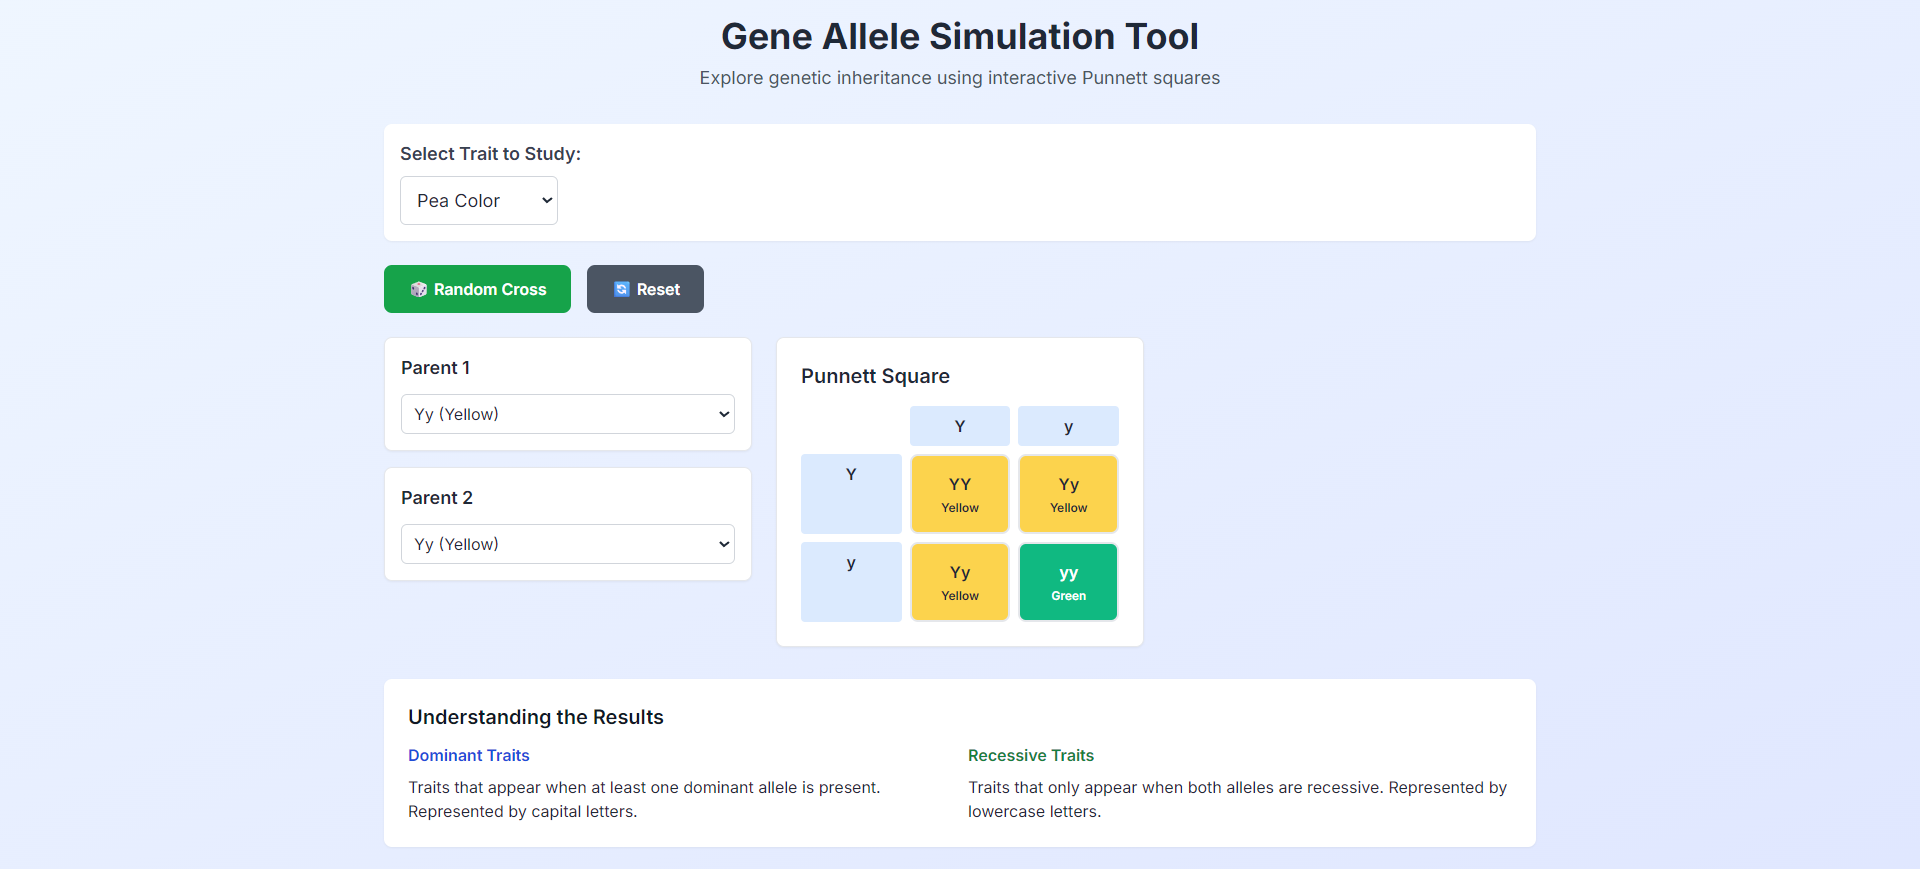 Gene Allele Simulation Tool
Explore genetic inheritance using interactive Punnett squares
Select Trait to Study:
Pea Color
Random Cross
Reset
Parent 1
Yy (Yellow)
Parent 2
Yy (Yellow)
Punnett Square
Y y
Y
YY Yy
Yellow Yellow
y
Yy yy
Yellow Green
Understanding the Results
Dominant Traits
Traits that appear when at least one dominant allele is present.
Represented by capital letters.
Recessive Traits
Traits that only appear when both alleles are recessive. Represented by
lowercase letters.